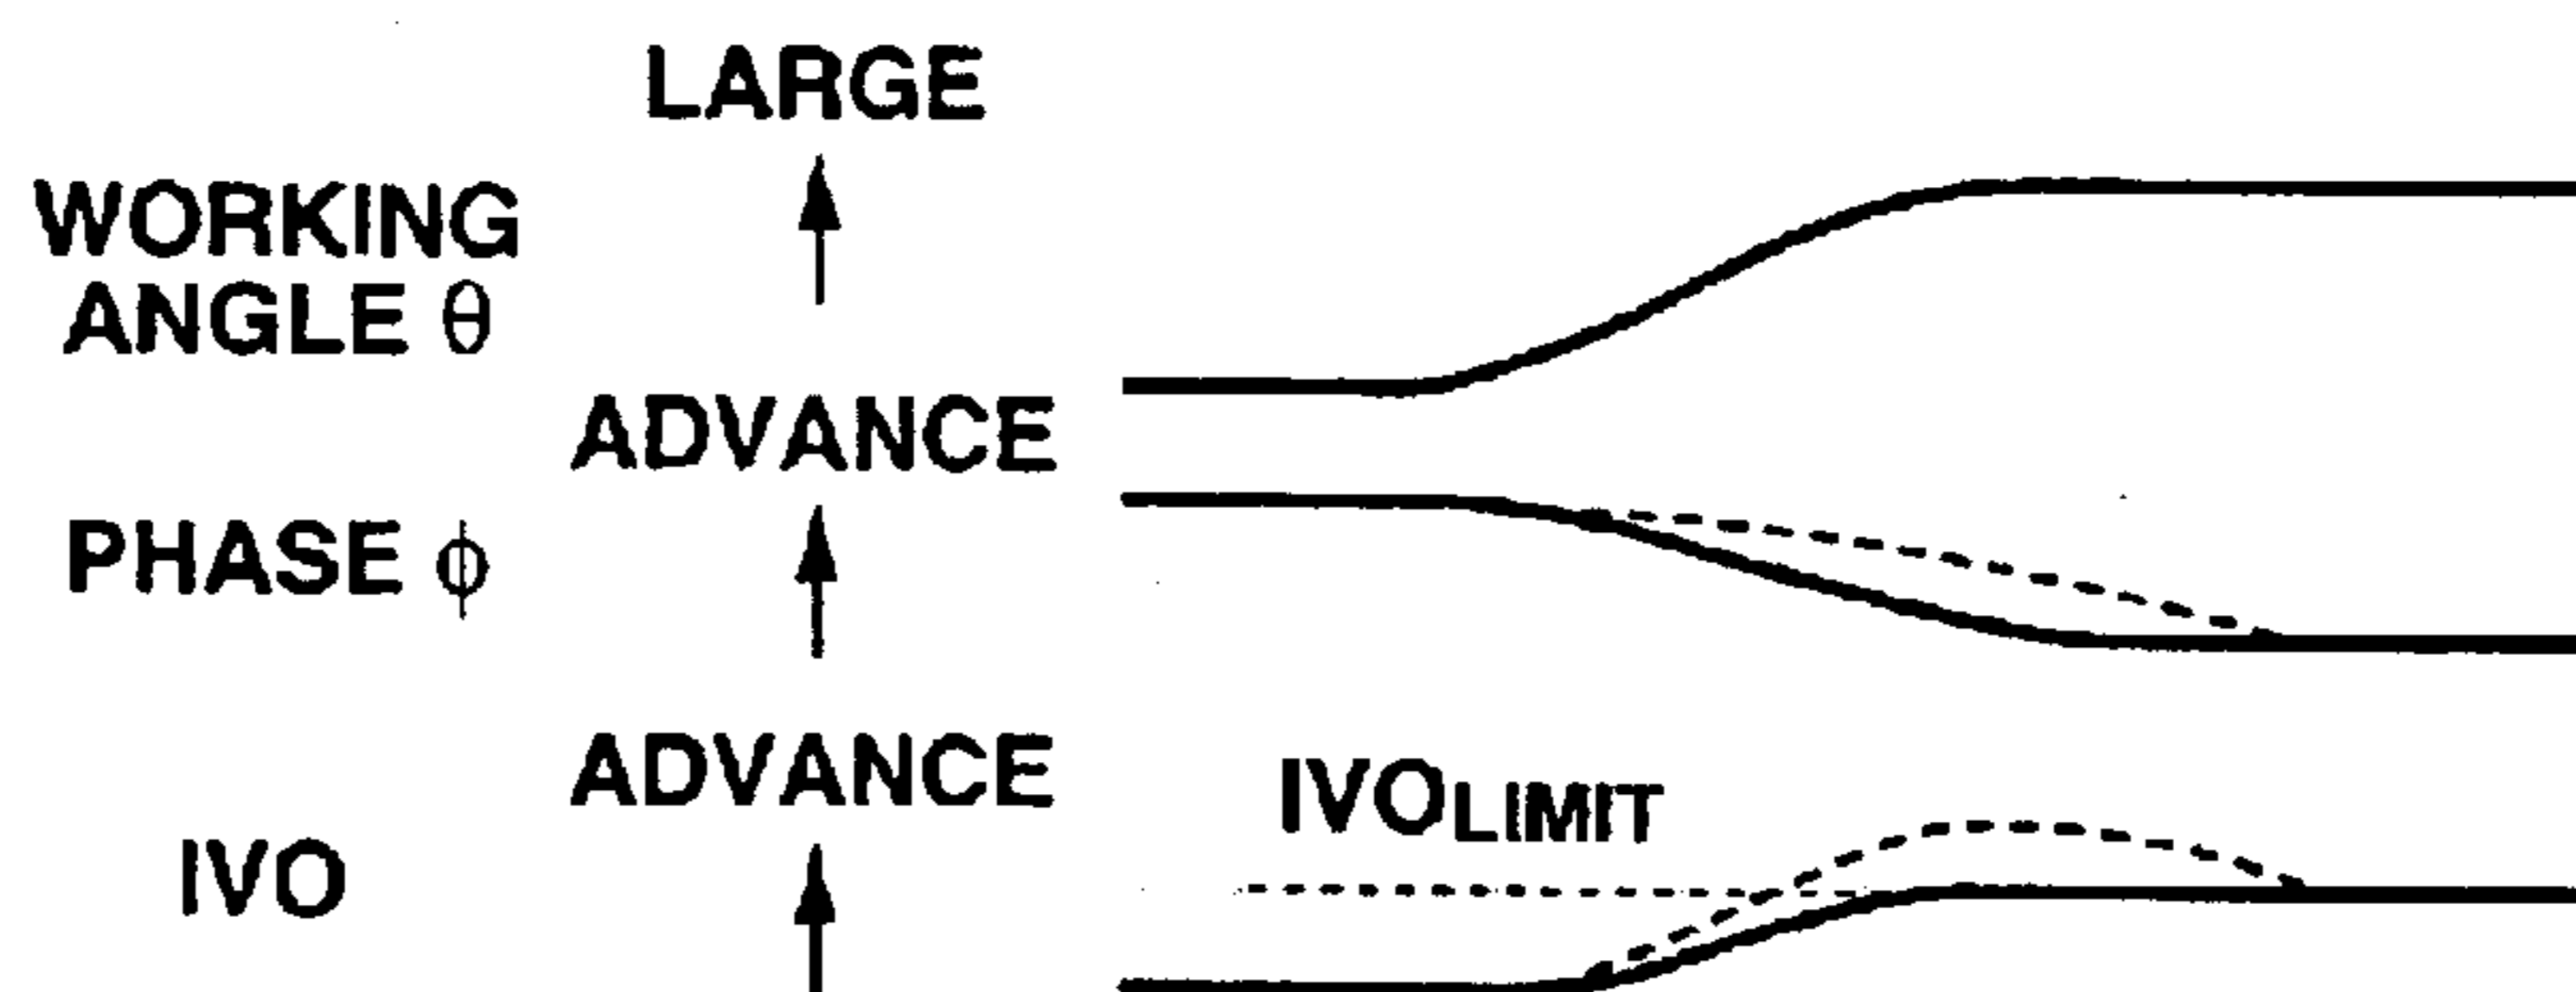 LARGE
WORKING
ANGLE θ
ADVANCE
PHASE ϕ
ADVANCE
IVOLIMIT
IVO